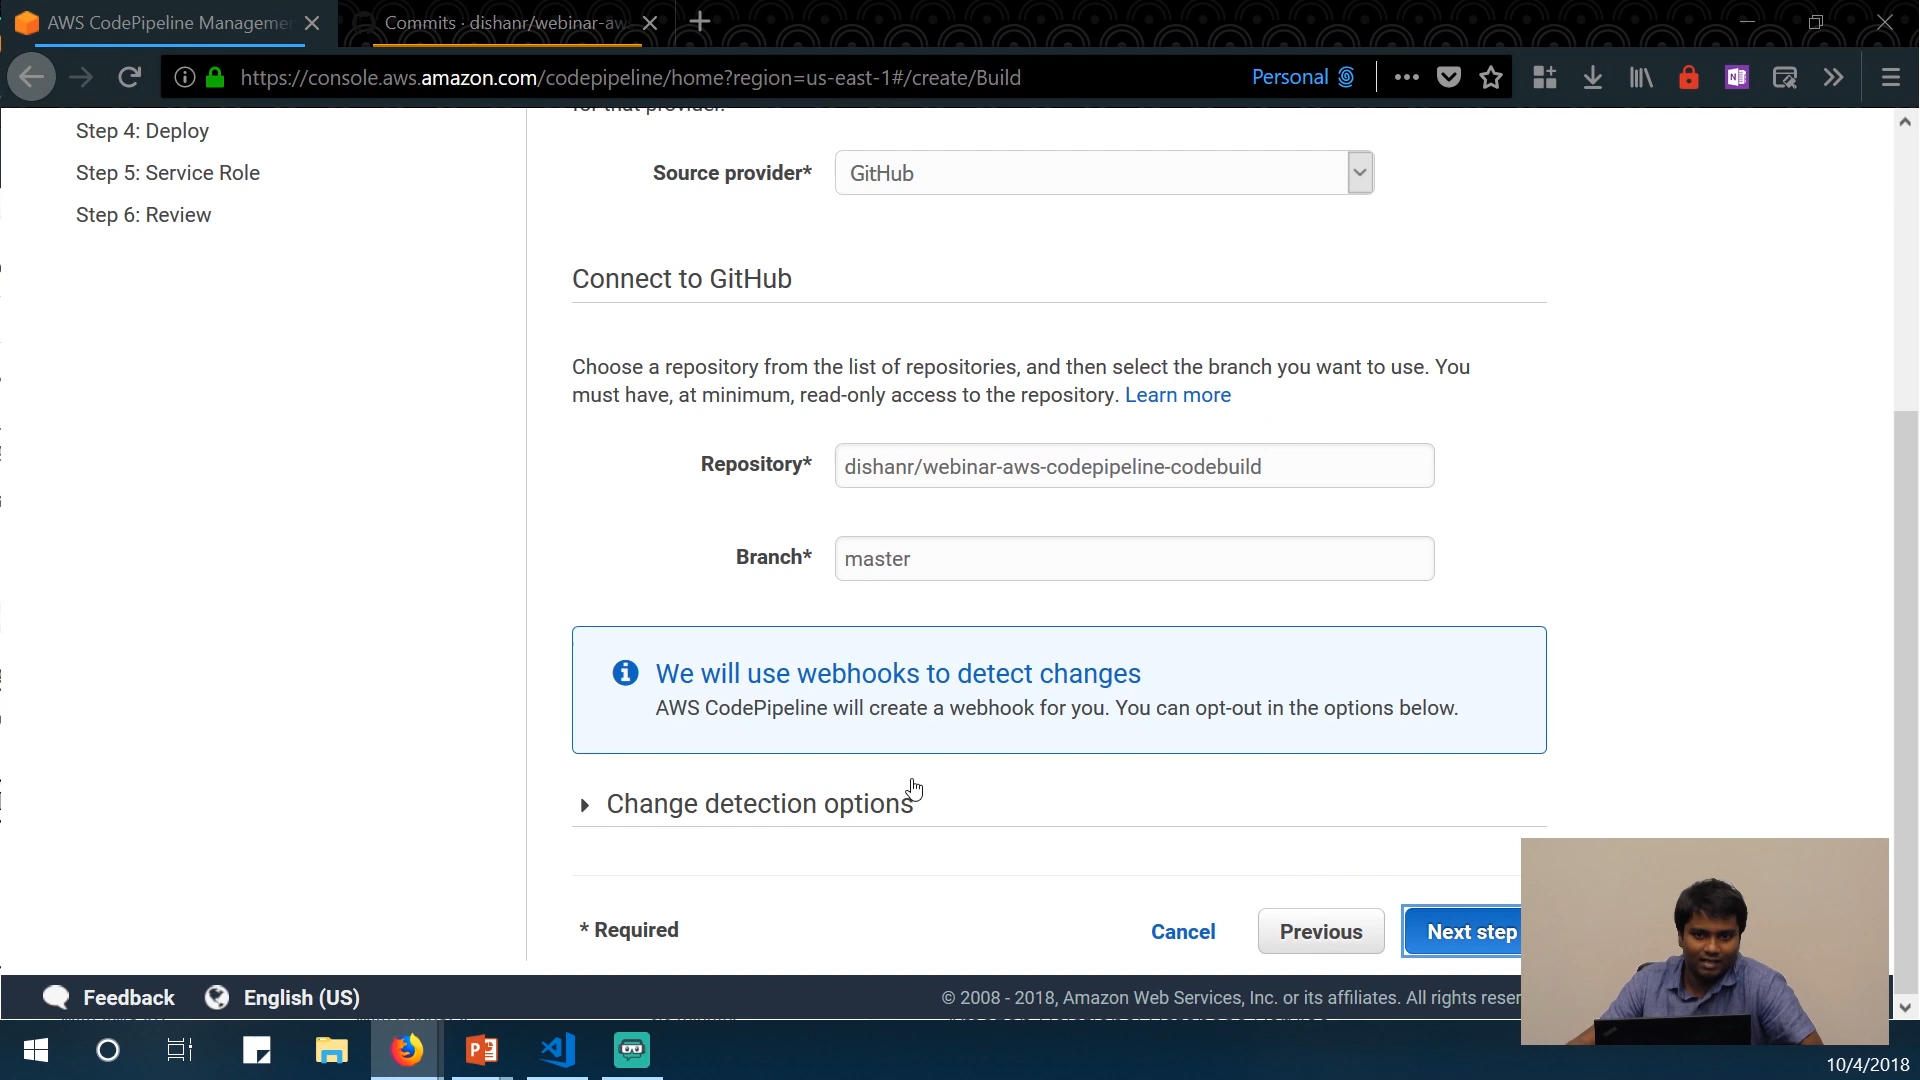 AWS CodePipeline Managemen
Commits · dishanr/webinar-aw
https://console.aws.amazon.com/codepipeline/home?region=us-east-1#/create/Build
Personal
for that provider.
Step 4: Deploy
Step 5: Service Role
Step 6: Review
Source provider*
GitHub
Connect to GitHub
Choose a repository from the list of repositories, and then select the branch you want to use. You
must have, at minimum, read-only access to the repository. Learn more
Repository*
dishanr/webinar-aws-codepipeline-codebuild
Branch*
master
We will use webhooks to detect changes
AWS CodePipeline will create a webhook for you. You can opt-out in the options below.
Change detection options
* Required
Cancel
Previous
Next step
Feedback
English (US)
© 2008 - 2018, Amazon Web Services, Inc. or its affiliates. All rights reser
10/4/2018